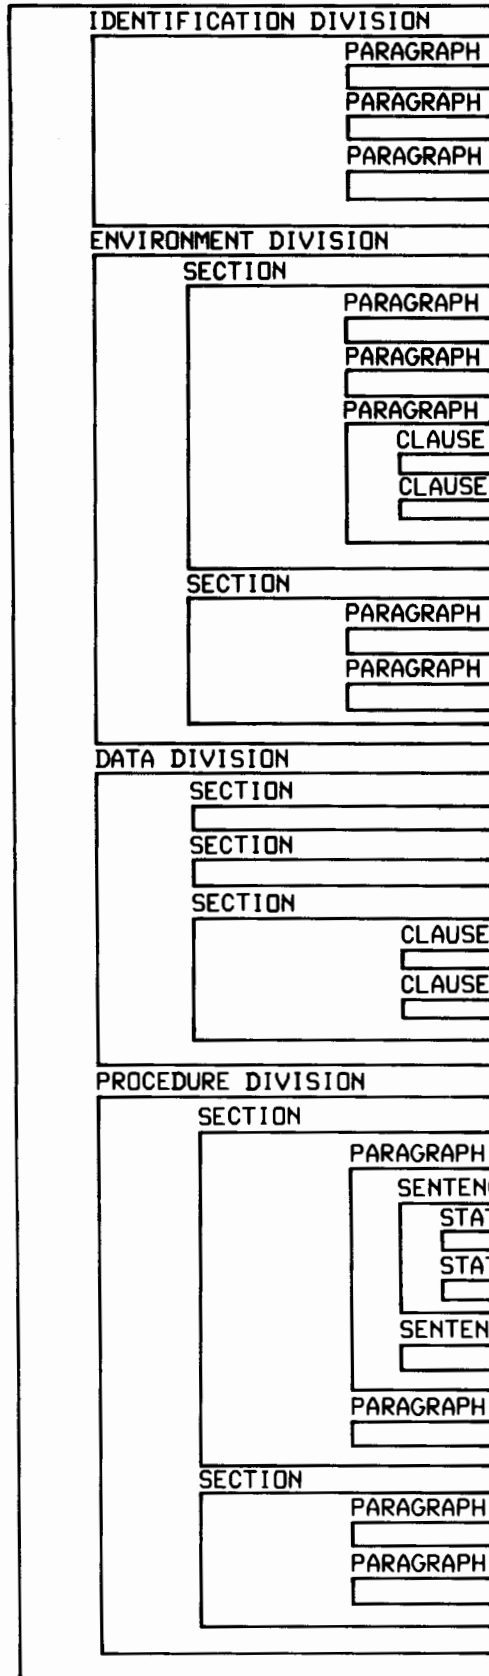 IDENTIFICATION DIVISION
PARAGRAPH
PARAGRAPH
PARAGRAPH
ENVIRONMENT DIVISION
SECTION
PARAGRAPH
PARAGRAPH
PARAGRAPH
CLAUSE
CLAUSE
SECTION
PARAGRAPH
PARAGRAPH
DATA DIVISION
SECTION
SECTION
SECTION
CLAUSE
CLAUSE
PROCEDURE DIVISION
SECTION
PARAGRAPH
SENTEN
STAT
STAT
SENTEN
PARAGRAPH
SECTION
PARAGRAPH
PARAGRAPH